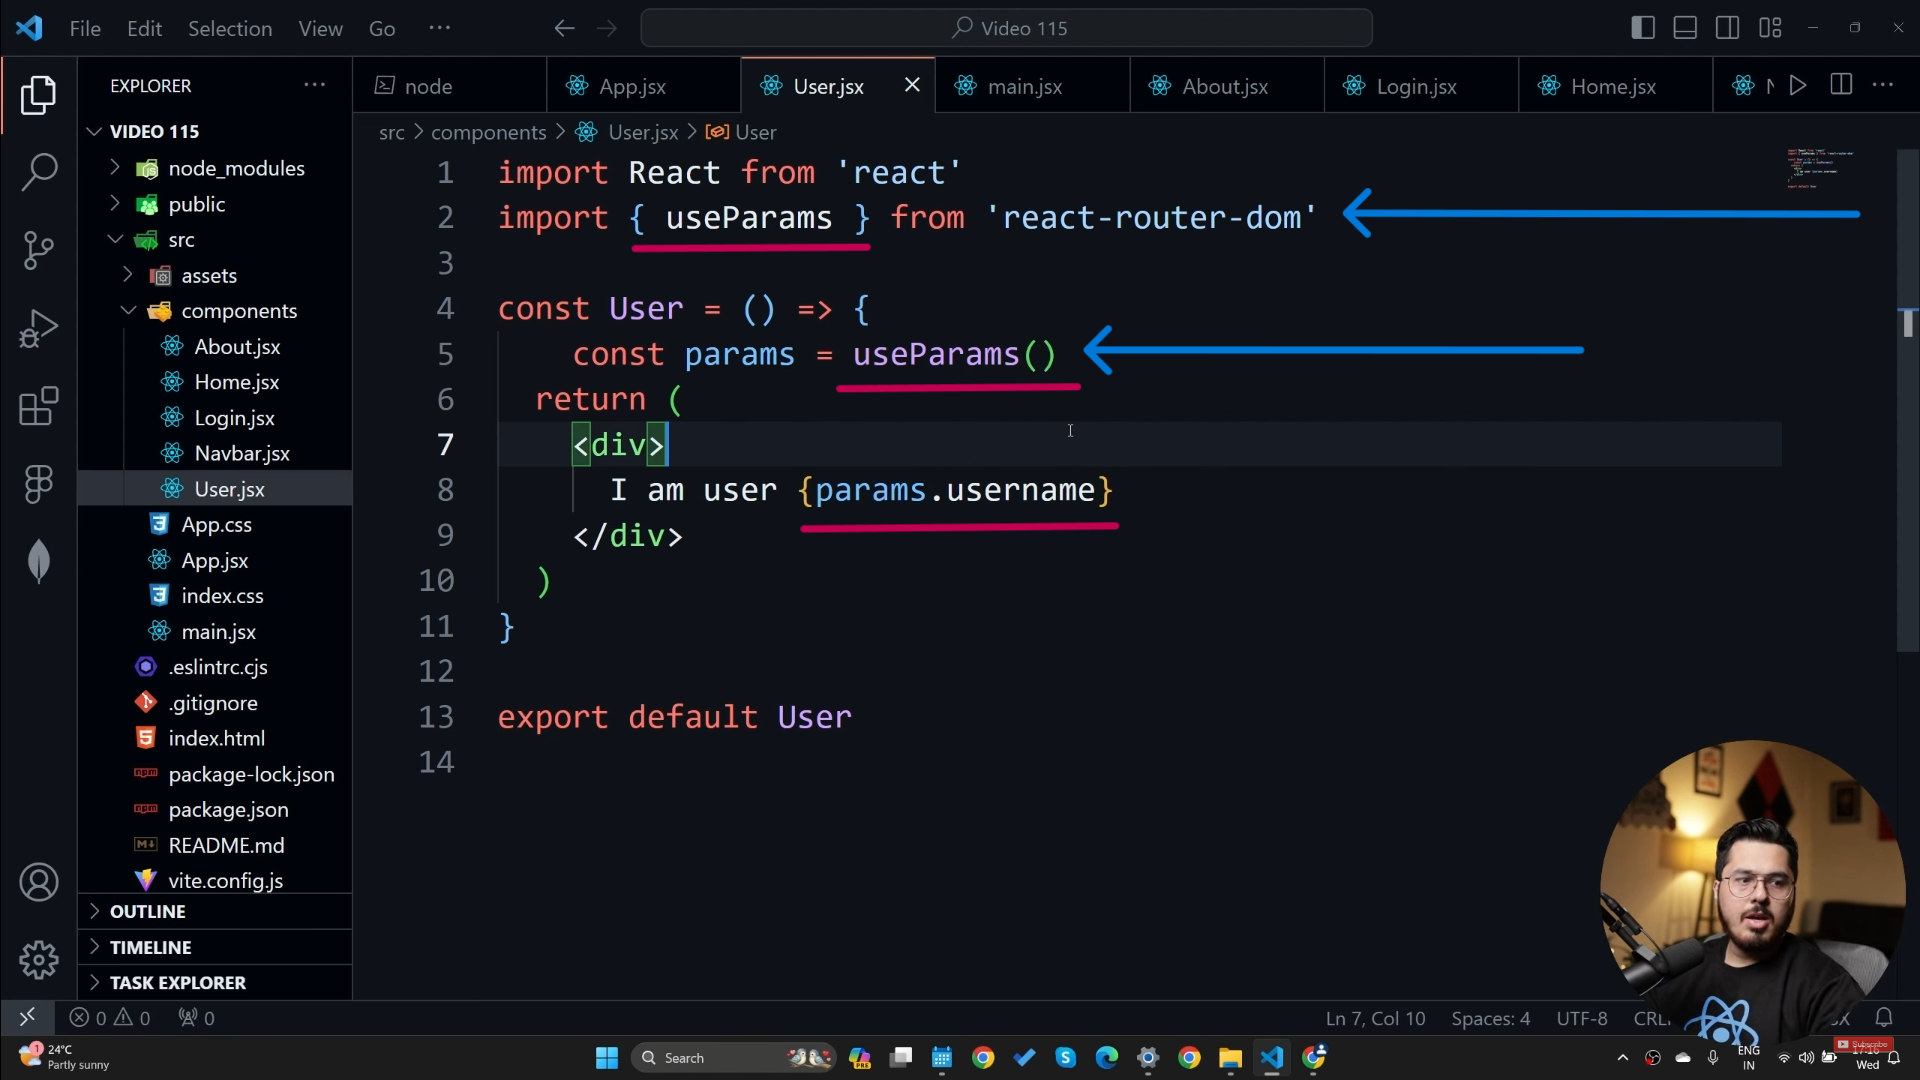 File Edit Selection View Go ···
Video 115
EXPLORER ···
node App.jsx User.jsx main.jsx About.jsx Login.jsx Home.jsx ···
src > components > User.jsx > User
VIDEO 115
node_modules
public
src
assets
components
About.jsx
Home.jsx
Login.jsx
Navbar.jsx
User.jsx
App.css
App.jsx
index.css
main.jsx
.eslintrc.cjs
.gitignore
index.html
package-lock.json
package.json
README.md
vite.config.js
OUTLINE
TIMELINE
TASK EXPLORER
1 import React from 'react'
2 import { useParams } from 'react-router-dom'
3
4 const User = () => {
5 const params = useParams()
6 return (
7 <div>
8 I am user {params.username}
9 </div>
10 )
11 }
12
13 export default User
14
0 0 0
Ln 7, Col 10 Spaces: 4 UTF-8
1
24°C
Partly sunny
Search
PRE
ENG
IN
Subscribe
Wed